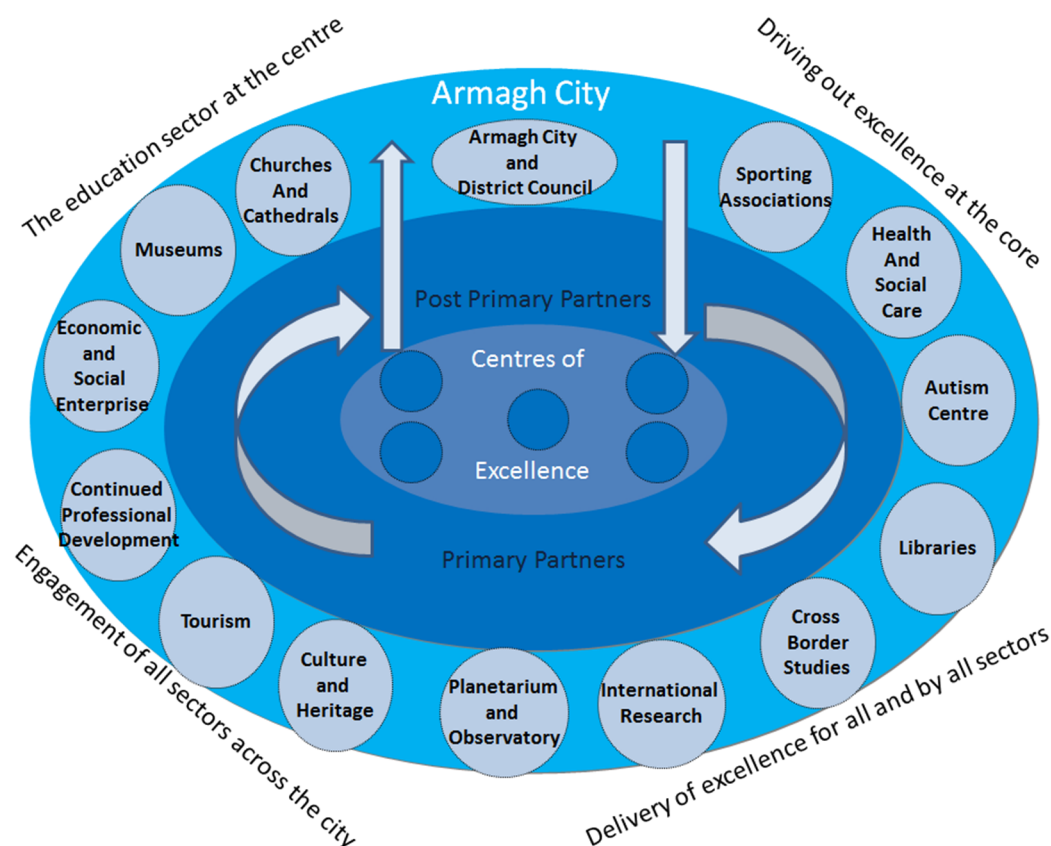 The education sector at the centre
Driving out excellence at the core
Armagh City
Armagh City
and
District Council
Churches
And
Cathedrals
Sporting
Associations
Museums
Health
And
Social
Care
Post Primary Partners
Economic
and
Social
Enterprise
Centres of
Excellence
Autism
Centre
Continued
Professional
Development
Libraries
Primary Partners
Tourism
Cross
Border
Studies
Culture
and
Heritage
Planetarium
and
Observatory
International
Research
Engagement of all sectors across the city
Delivery of excellence for all and by all sectors